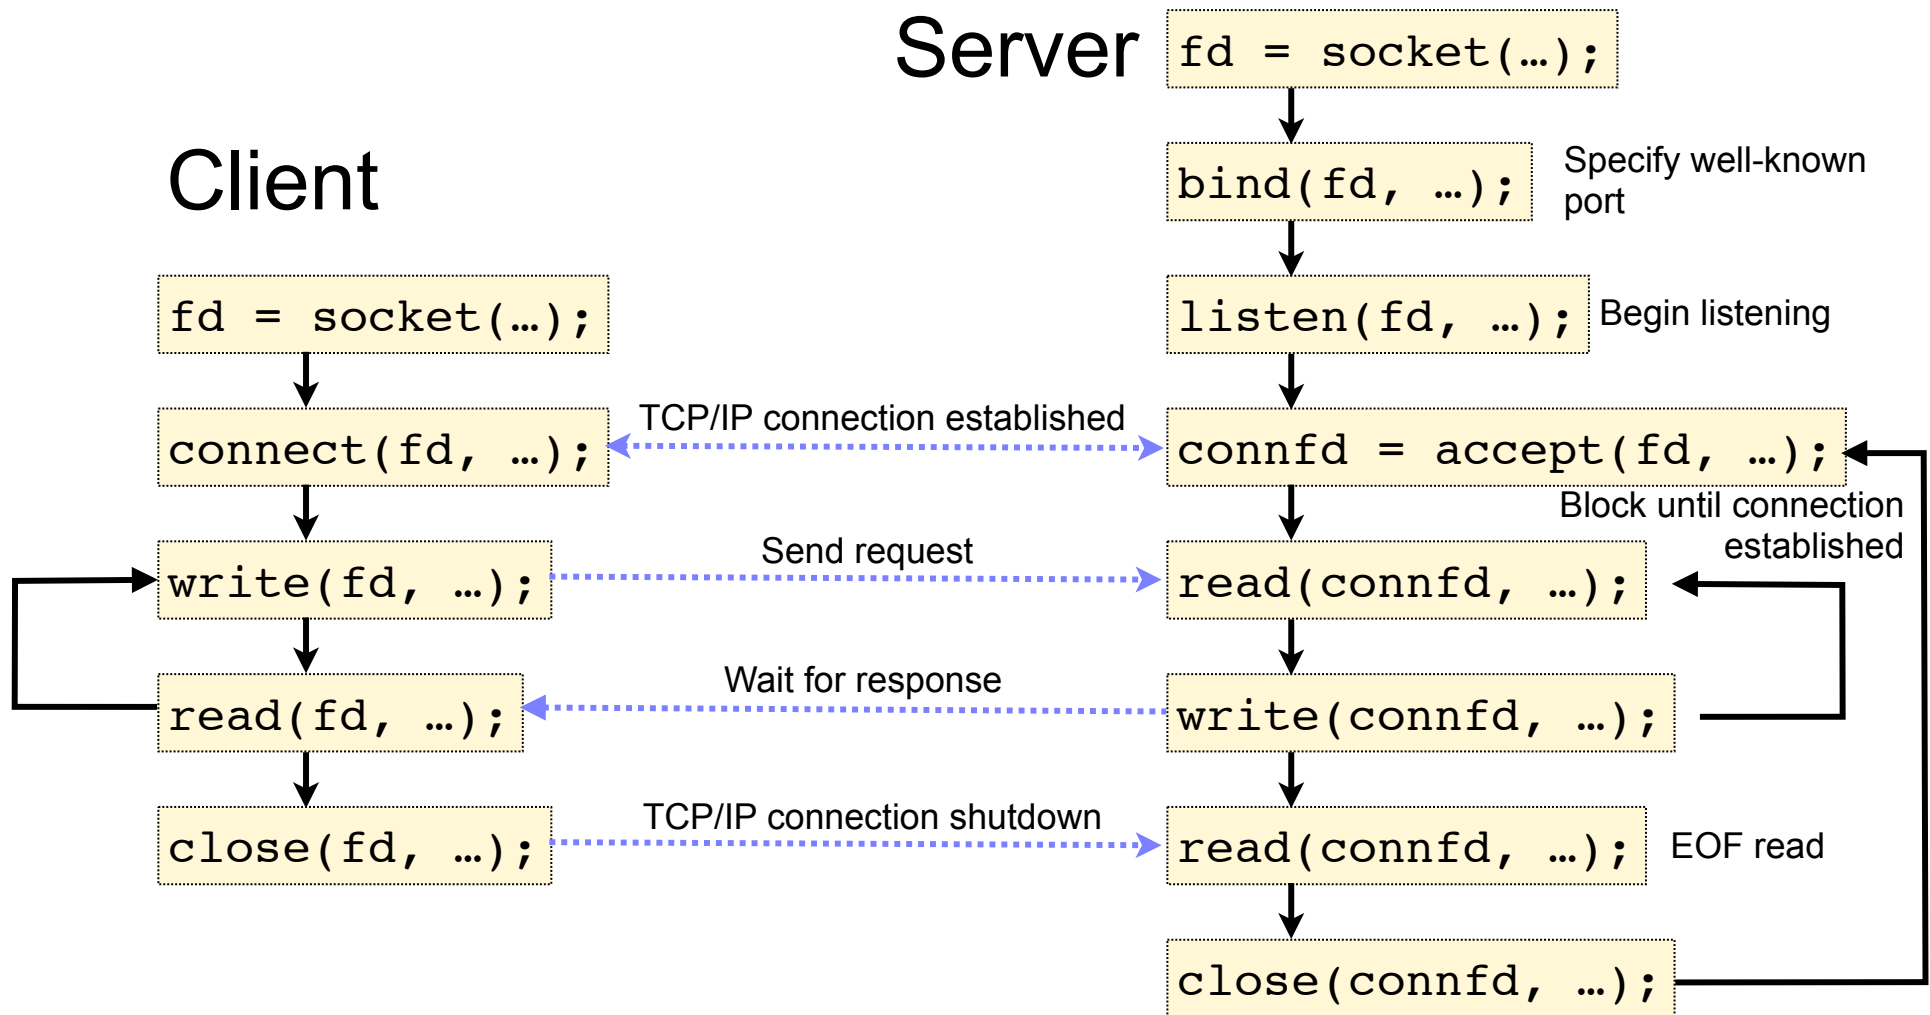 Server
fd = socket(…);
Client
bind(fd, …);
Specify well-known
port
fd = socket(…);
listen(fd, …);
Begin listening
connect(fd, …);
TCP/IP connection established
connfd = accept(fd, …);
Block until connection
established
write(fd, …);
Send request
read(connfd, …);
read(fd, …);
Wait for response
write(connfd, …);
close(fd, …);
TCP/IP connection shutdown
read(connfd, …);
EOF read
close(connfd, …);